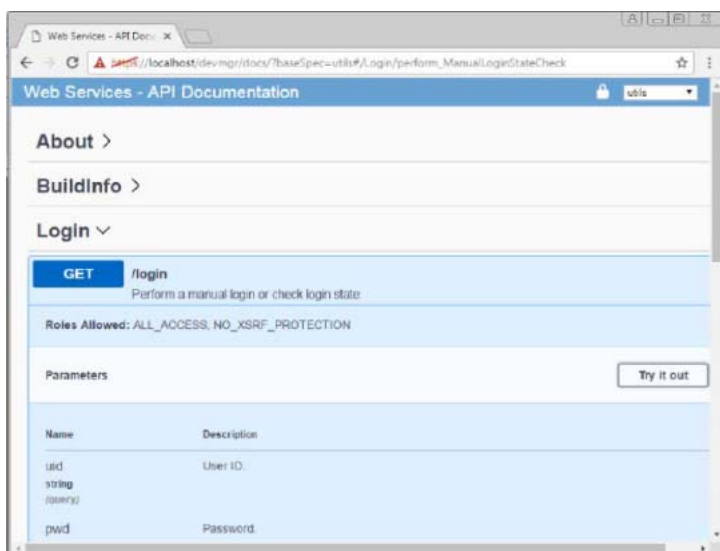 Web Services - API Doc
https://localhost/devmgr/docs/?baseSpec=utils#/Login/perform_ManualLoginStateCheck
Web Services - API Documentation
utils
About >
BuildInfo >
Login
GET /login
Perform a manual login or check login state
Roles Allowed: ALL_ACCESS, NO_XSRF_PROTECTION
Parameters
Try it out
Name Description
uid User ID.
string
(query)
pwd Password.